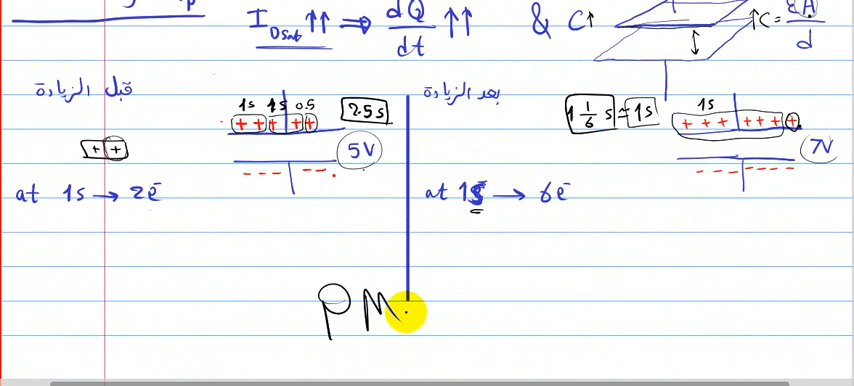 I_Dsat ↑↑ ⇒ dQ/dt ↑↑ & C↑ ↑C = εA/d
قبل الزيادة
بعد الزيادة
1s 1s 0.5
2.5s
+ + + + +
5V
- - - - -
+ +
at 1s → 2e⁻
1 1/6 s ≈ 1s
1s
+ + + + + + +
7V
- - - - - - -
at 1s → 6e⁻
PM